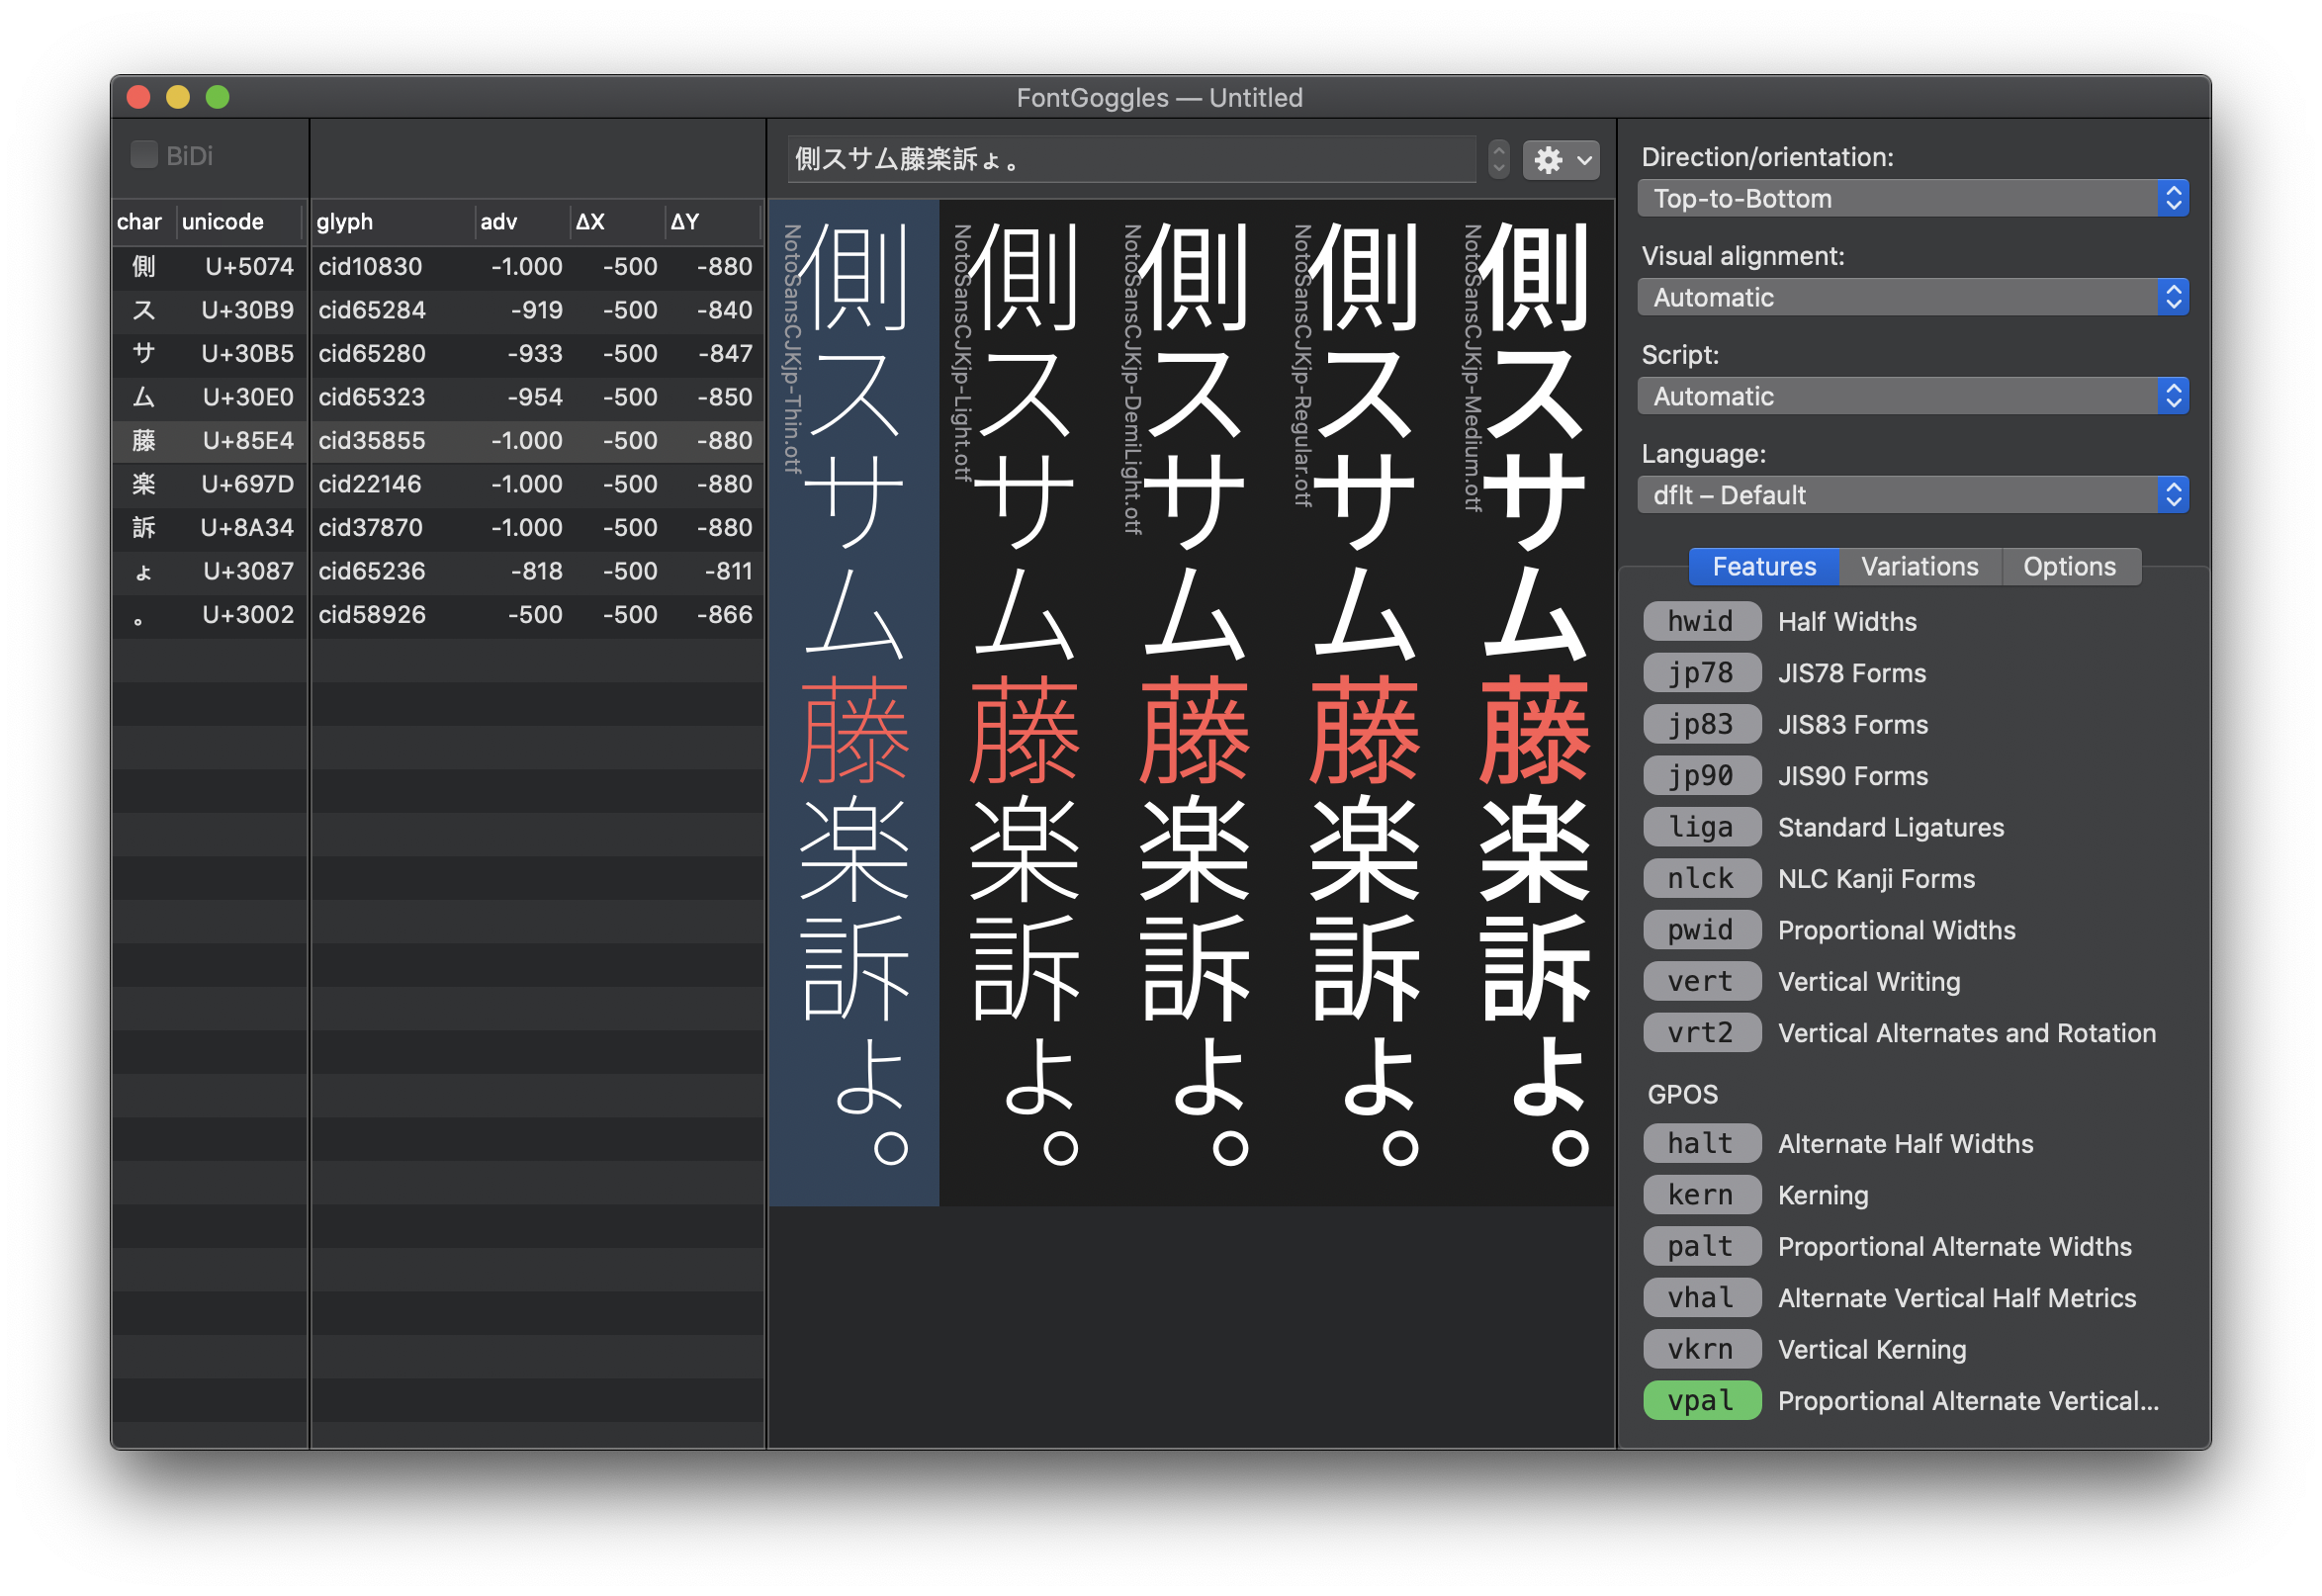 FontGoggles — Untitled
BiDi
側スサム藤楽訴ょ。
char unicode glyph adv ΔX ΔY
側 U+5074 cid10830 -1.000 -500 -880
ス U+30B9 cid65284 -919 -500 -840
サ U+30B5 cid65280 -933 -500 -847
ム U+30E0 cid65323 -954 -500 -850
藤 U+85E4 cid35855 -1.000 -500 -880
楽 U+697D cid22146 -1.000 -500 -880
訴 U+8A34 cid37870 -1.000 -500 -880
ょ U+3087 cid65236 -818 -500 -811
。 U+3002 cid58926 -500 -500 -866
NotoSansCJKjp-Thin.otf
側スサム藤楽訴ょ。
NotoSansCJKjp-Light.otf
側スサム藤楽訴ょ。
NotoSansCJKjp-DemiLight.otf
側スサム藤楽訴ょ。
NotoSansCJKjp-Regular.otf
側スサム藤楽訴ょ。
NotoSansCJKjp-Medium.otf
側スサム藤楽訴ょ。
Direction/orientation:
Top-to-Bottom
Visual alignment:
Automatic
Script:
Automatic
Language:
dflt – Default
Features Variations Options
hwid Half Widths
jp78 JIS78 Forms
jp83 JIS83 Forms
jp90 JIS90 Forms
liga Standard Ligatures
nlck NLC Kanji Forms
pwid Proportional Widths
vert Vertical Writing
vrt2 Vertical Alternates and Rotation
GPOS
halt Alternate Half Widths
kern Kerning
palt Proportional Alternate Widths
vhal Alternate Vertical Half Metrics
vkrn Vertical Kerning
vpal Proportional Alternate Vertical...